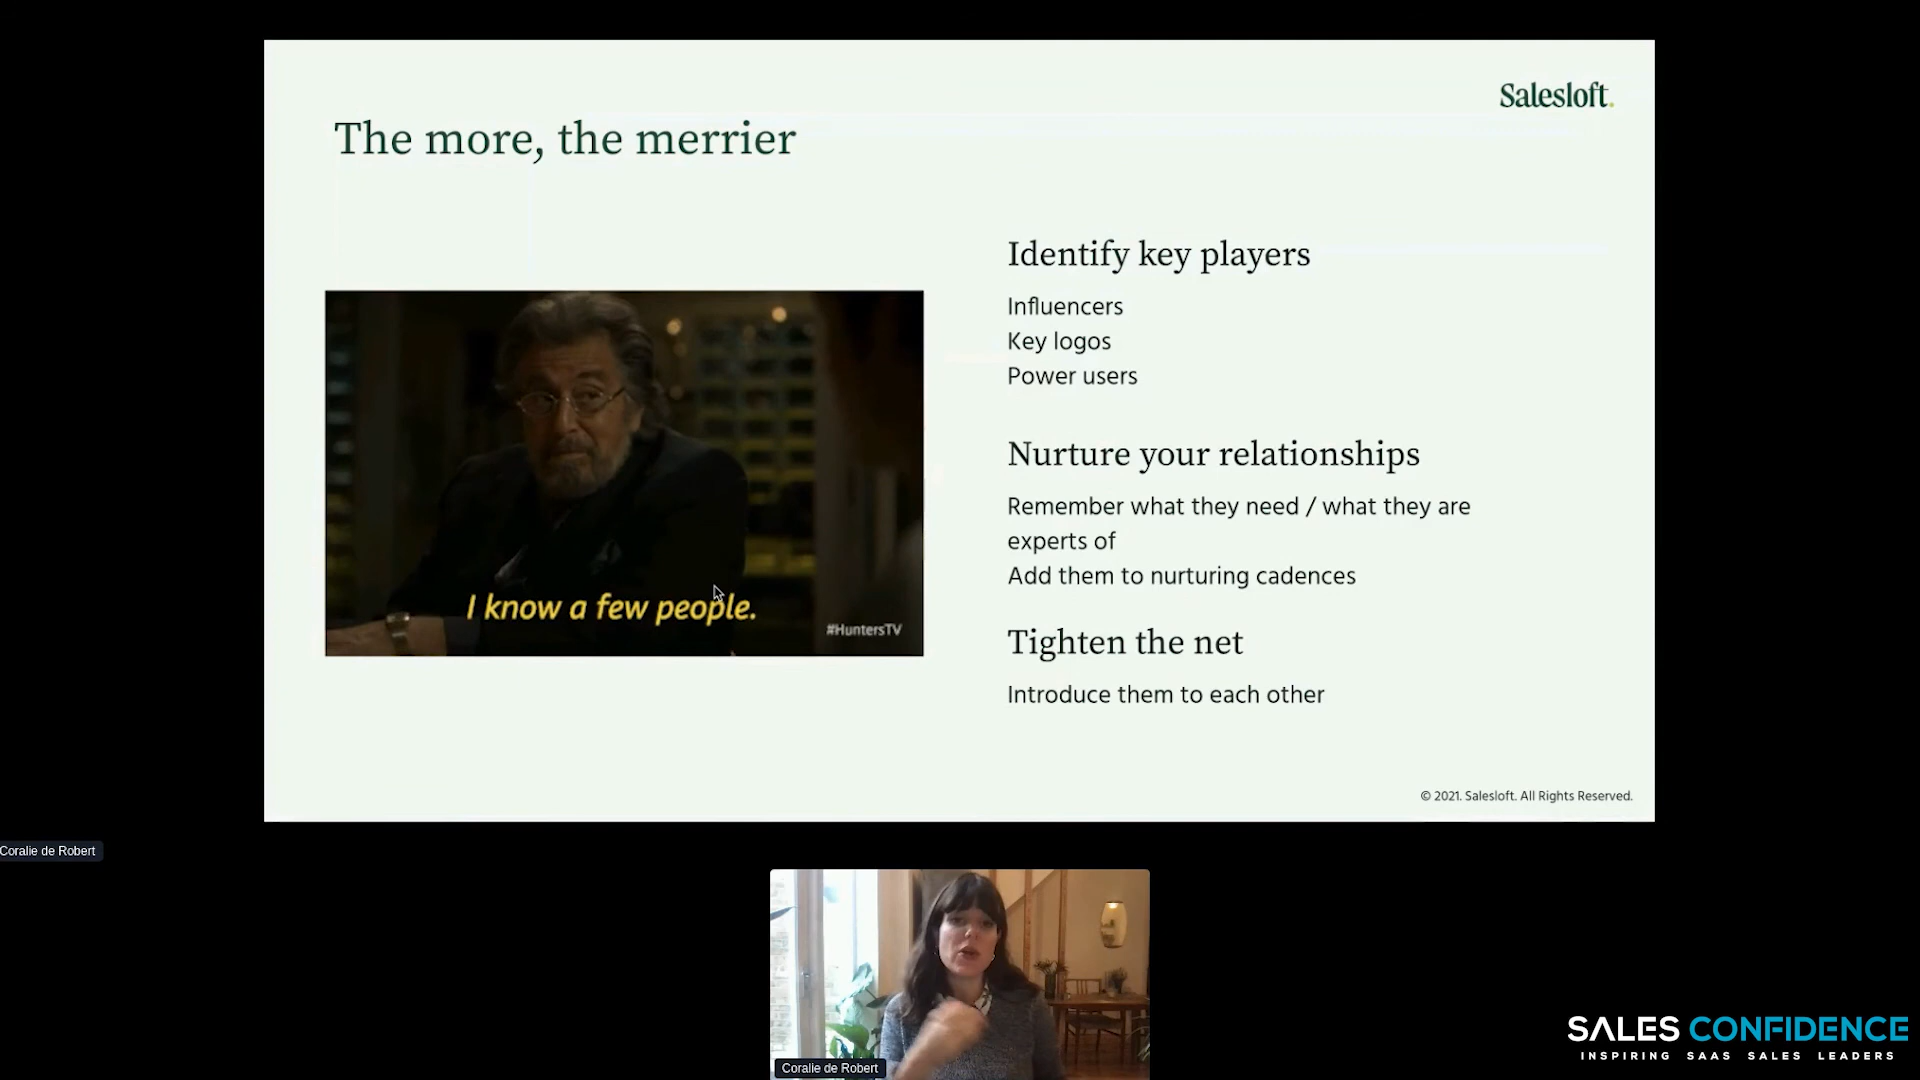 Salesloft.
The more, the merrier
Identify key players
Influencers
Key logos
Power users
I know a few people.
#HuntersTV
Nurture your relationships
Remember what they need / what they are
experts of
Add them to nurturing cadences
Tighten the net
Introduce them to each other
© 2021. Salesloft. All Rights Reserved.
Coralie de Robert
Coralie de Robert
SALES CONFIDENCE
INSPIRING SAAS SALES LEADERS